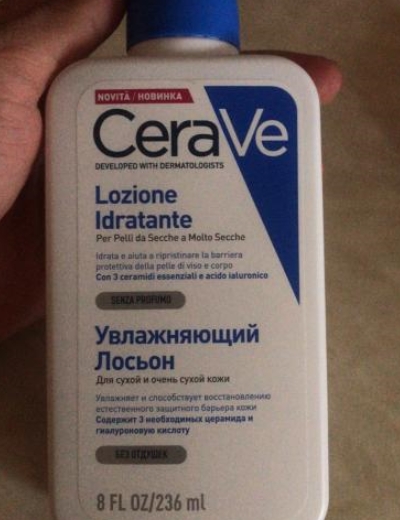 NOVITÀ / НОВИНКА
CeraVe
DEVELOPED WITH DERMATOLOGISTS
Lozione
Idratante
Per Pelli da Secche a Molto Secche
Idrata e aiuta a ripristinare la barriera
protettiva della pelle di viso e corpo
Con 3 ceramidi essenziali e acido ialuronico
SENZA PROFUMO
Увлажняющий
Лосьон
Для сухой и очень сухой кожи
Увлажняет и способствует восстановлению
естественного защитного барьера кожи
Содержит 3 необходимых церамида и
гиалуроновую кислоту
БЕЗ ОТДУШЕК
8 FL OZ/236 ml